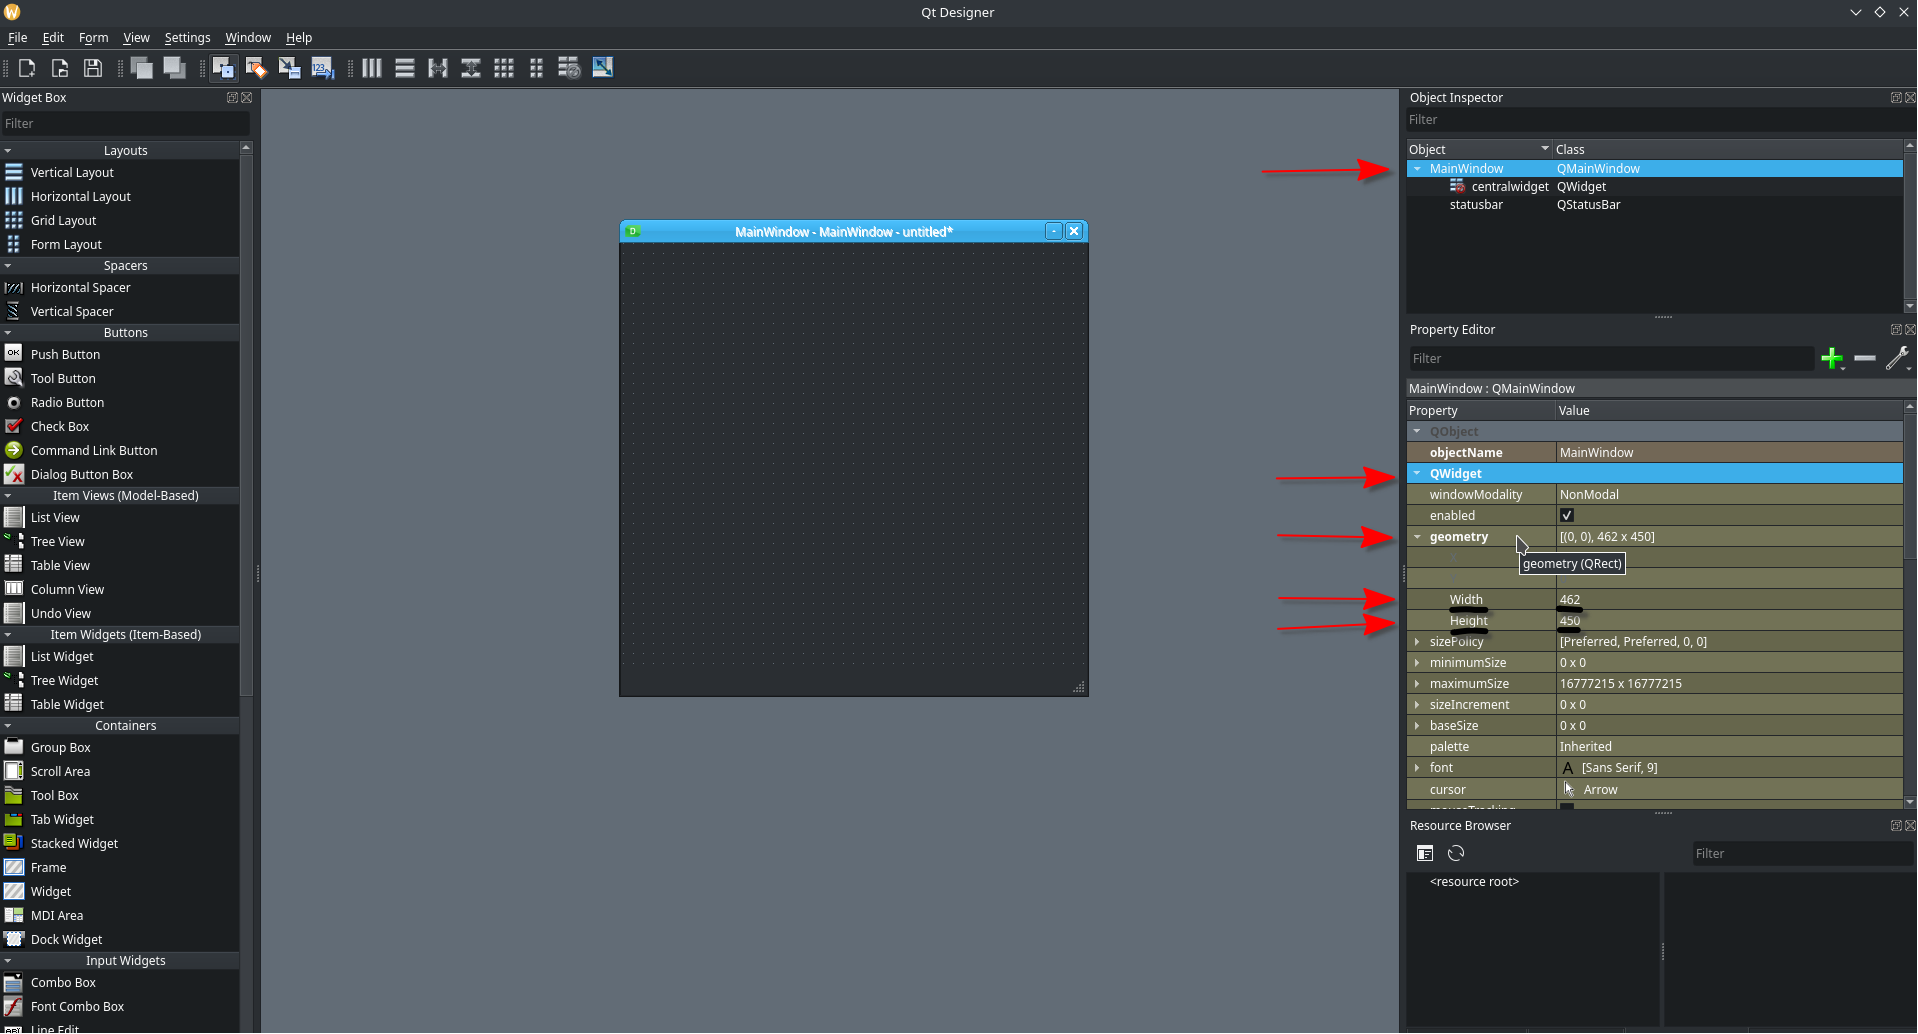 Qt Designer
File Edit Form View Settings Window Help
Widget Box
Filter
Layouts
Vertical Layout
Horizontal Layout
Grid Layout
Form Layout
Spacers
Horizontal Spacer
Vertical Spacer
Buttons
OK Push Button
Tool Button
Radio Button
Check Box
Command Link Button
Dialog Button Box
Item Views (Model-Based)
List View
Tree View
Table View
Column View
Undo View
Item Widgets (Item-Based)
List Widget
Tree Widget
Table Widget
Containers
Group Box
Scroll Area
Tool Box
Tab Widget
Stacked Widget
Frame
Widget
MDI Area
Dock Widget
Input Widgets
Combo Box
Font Combo Box
Line Edit
MainWindow - MainWindow - untitled*
Object Inspector
Filter
Object Class
MainWindow QMainWindow
centralwidget QWidget
statusbar QStatusBar
Property Editor
Filter
MainWindow : QMainWindow
Property Value
QObject
objectName MainWindow
QWidget
windowModality NonModal
enabled
geometry [(0, 0), 462 x 450]
geometry (QRect)
Width 462
Height 450
sizePolicy [Preferred, Preferred, 0, 0]
minimumSize 0 x 0
maximumSize 16777215 x 16777215
sizeIncrement 0 x 0
baseSize 0 x 0
palette Inherited
font A [Sans Serif, 9]
cursor Arrow
mouseTracking
Resource Browser
Filter
<resource root>